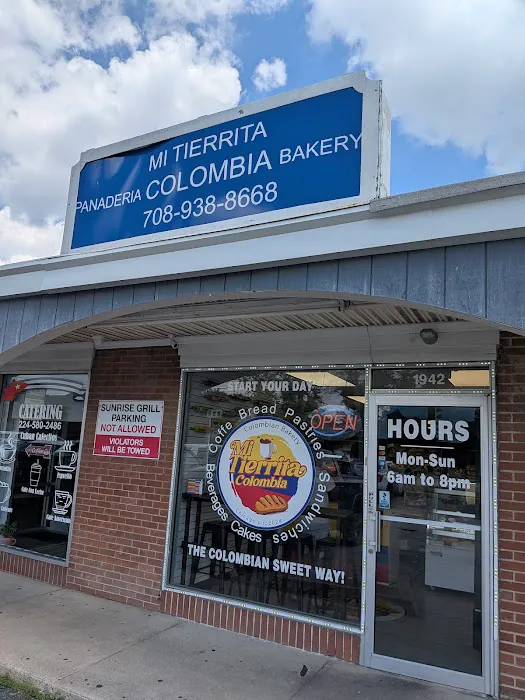 MI TIERRITA
PANADERIA COLOMBIA BAKERY
708-938-8668
CATERING
224-580-2486
Cuban Colective
SUNRISE GRILL
PARKING
NOT ALLOWED
VIOLATORS
WILL BE TOWED
START YOUR DAY
Coffe Bread Pastries | Sandwiches Cakes Beverages
Colombian Bakery
Mi
Tierrita
Colombia
OPEN
THE COLOMBIAN SWEET WAY!
1942
HOURS
Mon-Sun
6am to 8pm